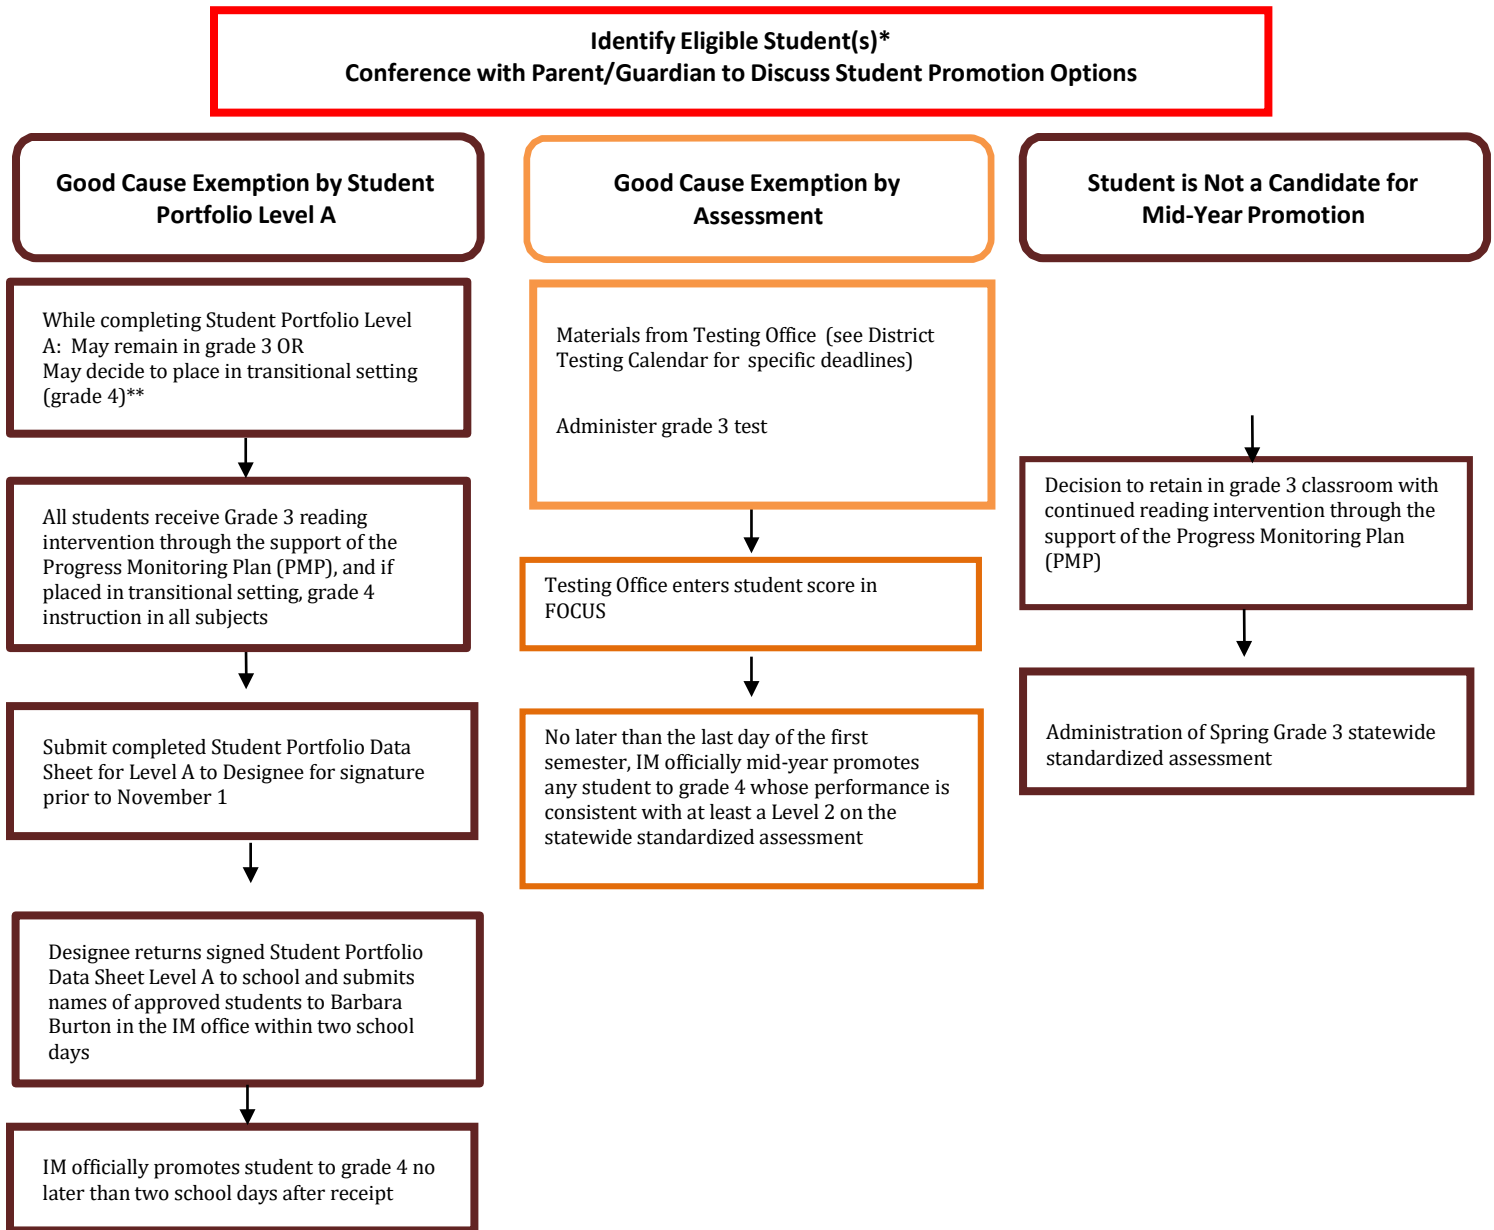 Identify Eligible Student(s)*
Conference with Parent/Guardian to Discuss Student Promotion Options
Good Cause Exemption by Student
Portfolio Level A
While completing Student Portfolio Level
A:  May remain in grade 3 OR
May decide to place in transitional setting
(grade 4)**
All students receive Grade 3 reading
intervention through the support of the
Progress Monitoring Plan (PMP), and if
placed in transitional setting, grade 4
instruction in all subjects
Submit completed Student Portfolio Data
Sheet for Level A to Designee for signature
prior to November 1
Designee returns signed Student Portfolio
Data Sheet Level A to school and submits
names of approved students to Barbara
Burton in the IM office within two school
days
IM officially promotes student to grade 4 no
later than two school days after receipt
Good Cause Exemption by
Assessment
Materials from Testing Office  (see District
Testing Calendar for  specific deadlines)
Administer grade 3 test
Testing Office enters student score in
FOCUS
No later than the last day of the first
semester, IM officially mid-year promotes
any student to grade 4 whose performance is
consistent with at least a Level 2 on the
statewide standardized assessment
Student is Not a Candidate for
Mid-Year Promotion
Decision to retain in grade 3 classroom with
continued reading intervention through the
support of the Progress Monitoring Plan
(PMP)
Administration of Spring Grade 3 statewide
standardized assessment